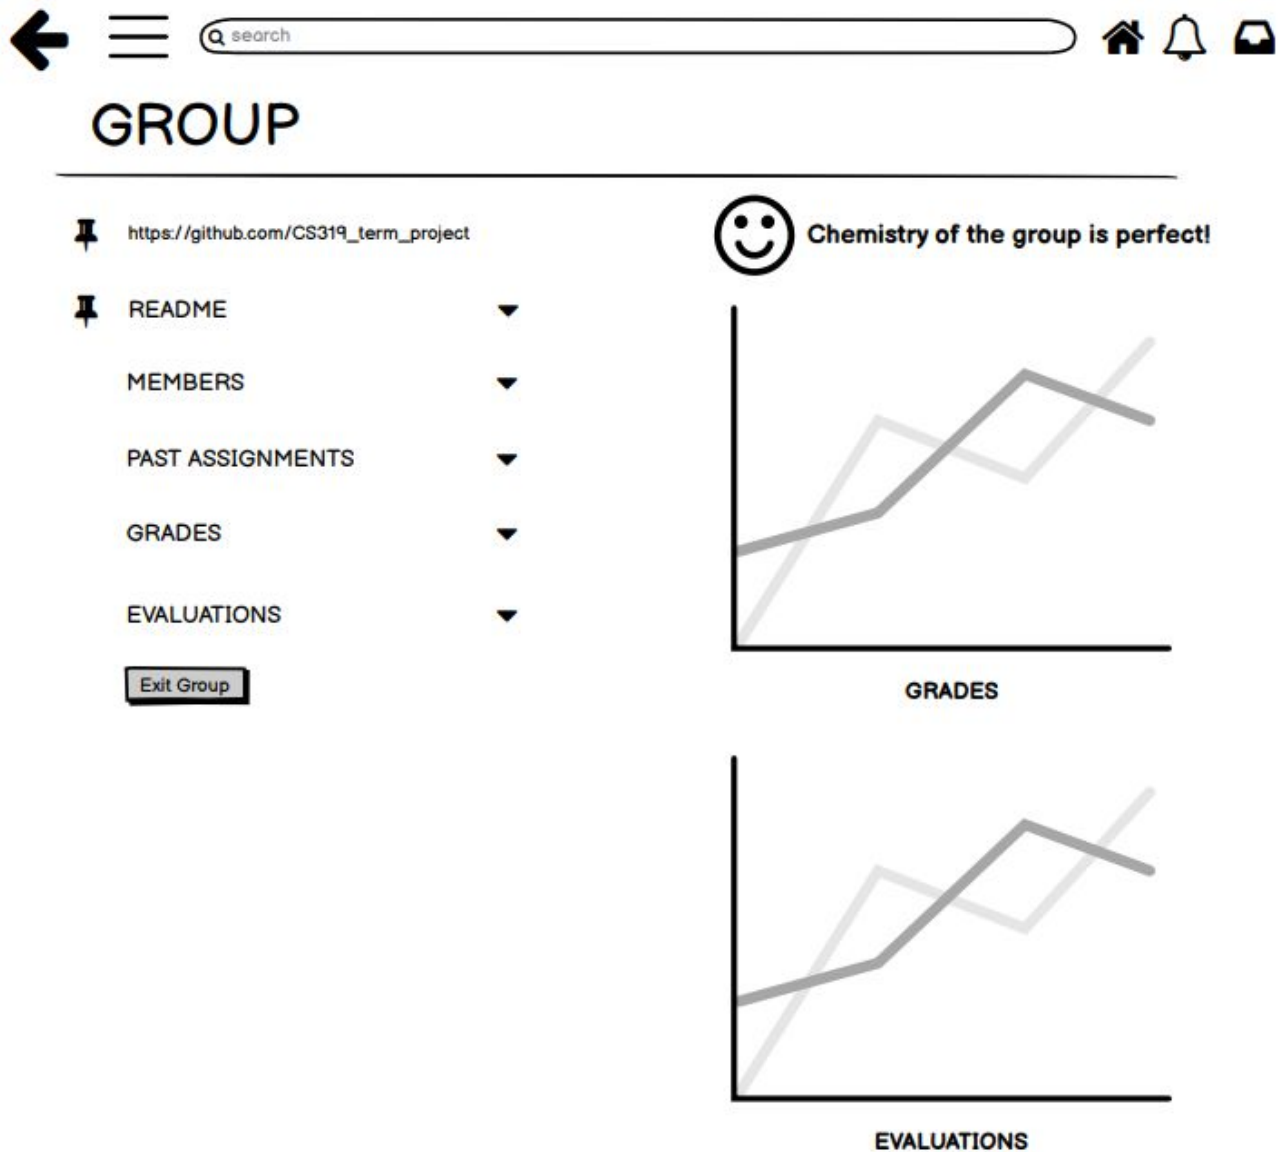 search
GROUP
https://github.com/CS319_term_project
Chemistry of the group is perfect!
README
MEMBERS
PAST ASSIGNMENTS
GRADES
EVALUATIONS
Exit Group
GRADES
EVALUATIONS